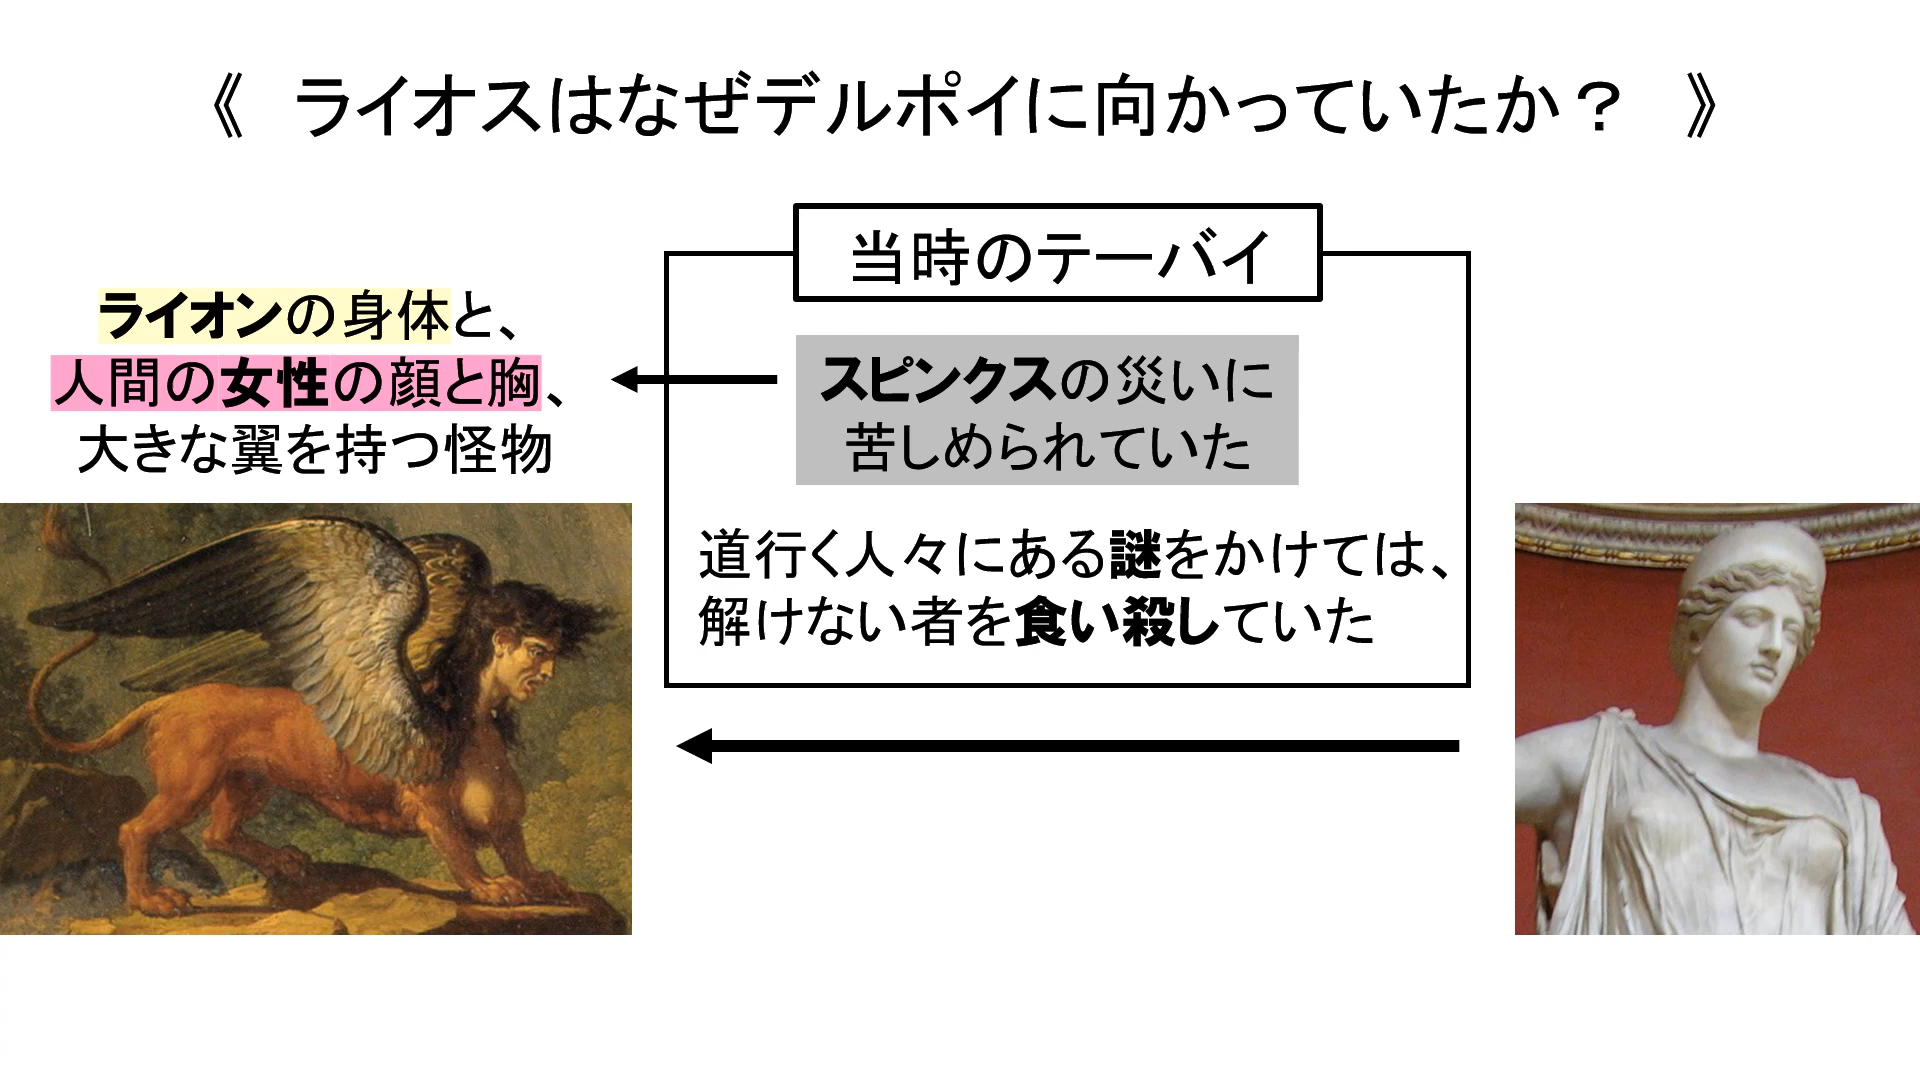 《 ライオスはなぜデルポイに向かっていたか？ 》
当時のテーバイ
ライオンの身体と、
人間の女性の顔と胸、
大きな翼を持つ怪物
スピンクスの災いに
苦しめられていた
道行く人々にある謎をかけては、
解けない者を食い殺していた